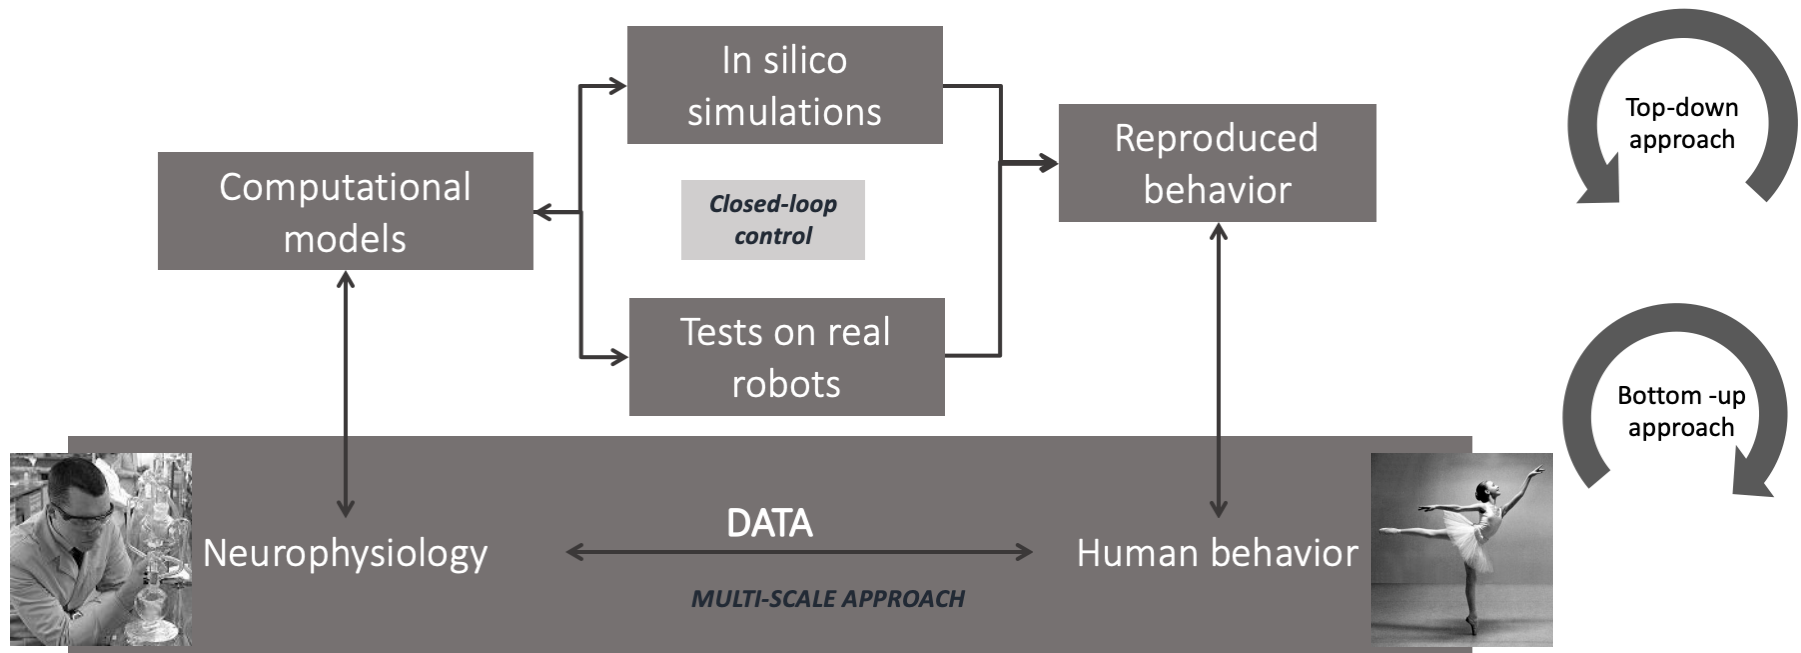 In silico
simulations
Top-down
approach
Reproduced
behavior
Computational
models
Closed-loop
control
Tests on real
robots
Bottom -up
approach
DATA
Neurophysiology
Human behavior
MULTI-SCALE APPROACH